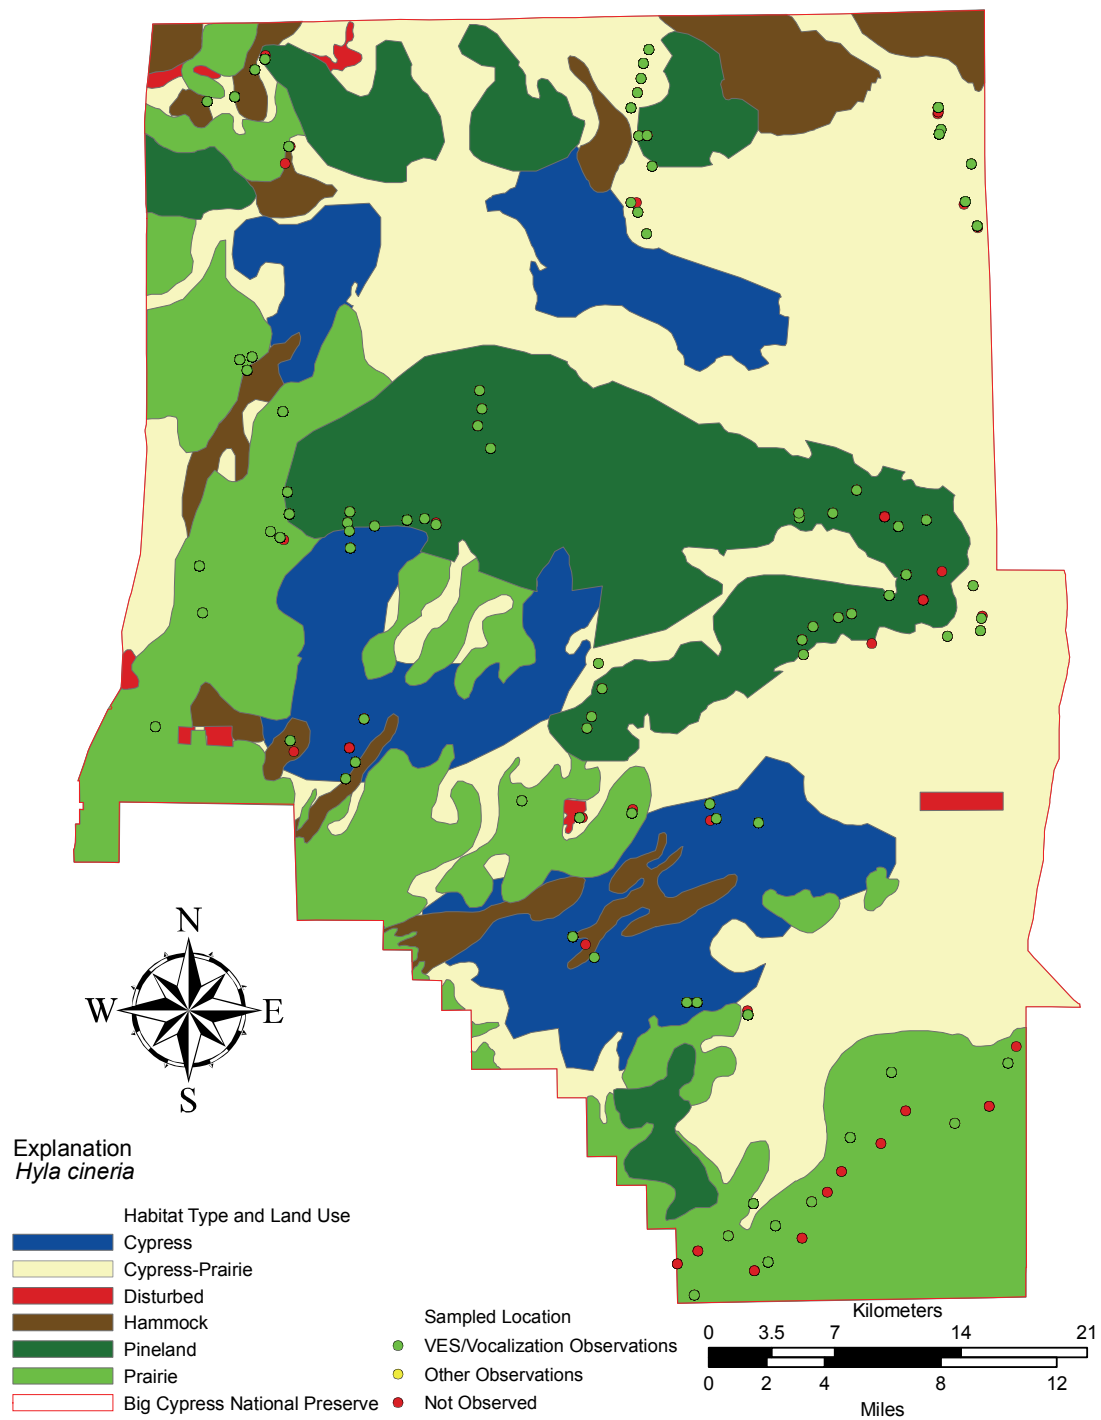 N
W
E
S
Explanation
Hyla cineria
Habitat Type and Land Use
Cypress
Cypress-Prairie
Disturbed
Hammock
Pineland
Prairie
Big Cypress National Preserve
Sampled Location
VES/Vocalization Observations
Other Observations
Not Observed
Kilometers
0 3.5 7 14 21
0 2 4 8 12
Miles